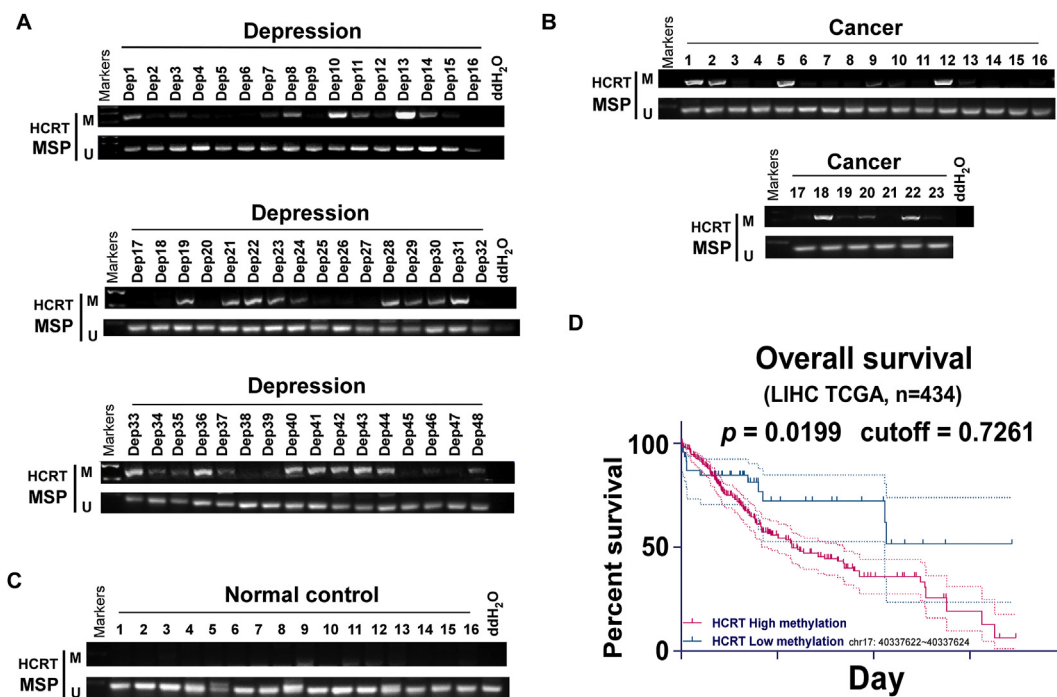 A
Depression
Markers Dep1 Dep2 Dep3 Dep4 Dep5 Dep6 Dep7 Dep8 Dep9 Dep10 Dep11 Dep12 Dep13 Dep14 Dep15 Dep16 ddH₂O
HCRT M
MSP U
Depression
Markers Dep17 Dep18 Dep19 Dep20 Dep21 Dep22 Dep23 Dep24 Dep25 Dep26 Dep27 Dep28 Dep29 Dep30 Dep31 Dep32 ddH₂O
HCRT M
MSP U
Depression
Markers Dep33 Dep34 Dep35 Dep36 Dep37 Dep38 Dep39 Dep40 Dep41 Dep42 Dep43 Dep44 Dep45 Dep46 Dep47 Dep48
HCRT M
MSP U
B
Cancer
Markers 1 2 3 4 5 6 7 8 9 10 11 12 13 14 15 16
HCRT M
MSP U
Cancer
Markers 17 18 19 20 21 22 23 ddH₂O
HCRT M
MSP U
C
Normal control
Markers 1 2 3 4 5 6 7 8 9 10 11 12 13 14 15 16 ddH₂O
HCRT M
MSP U
D
Overall survival
(LIHC TCGA, n=434)
p = 0.0199 cutoff = 0.7261
Percent survival
100
50
0
HCRT High methylation
HCRT Low methylation chr17: 40337622~40337624
Day